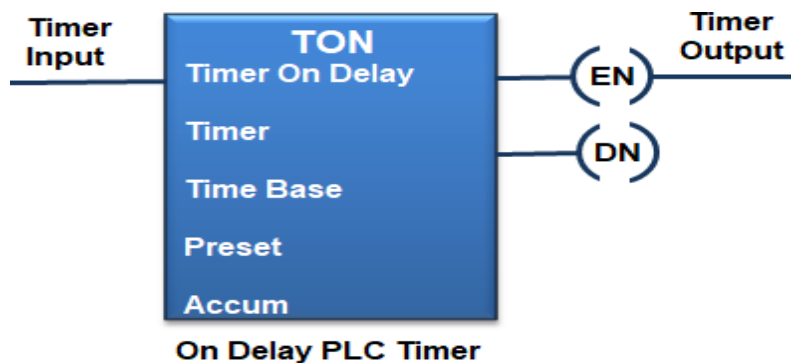 Timer
Input
TON
Timer On Delay
Timer
Time Base
Preset
Accum
EN
DN
Timer
Output
On Delay PLC Timer